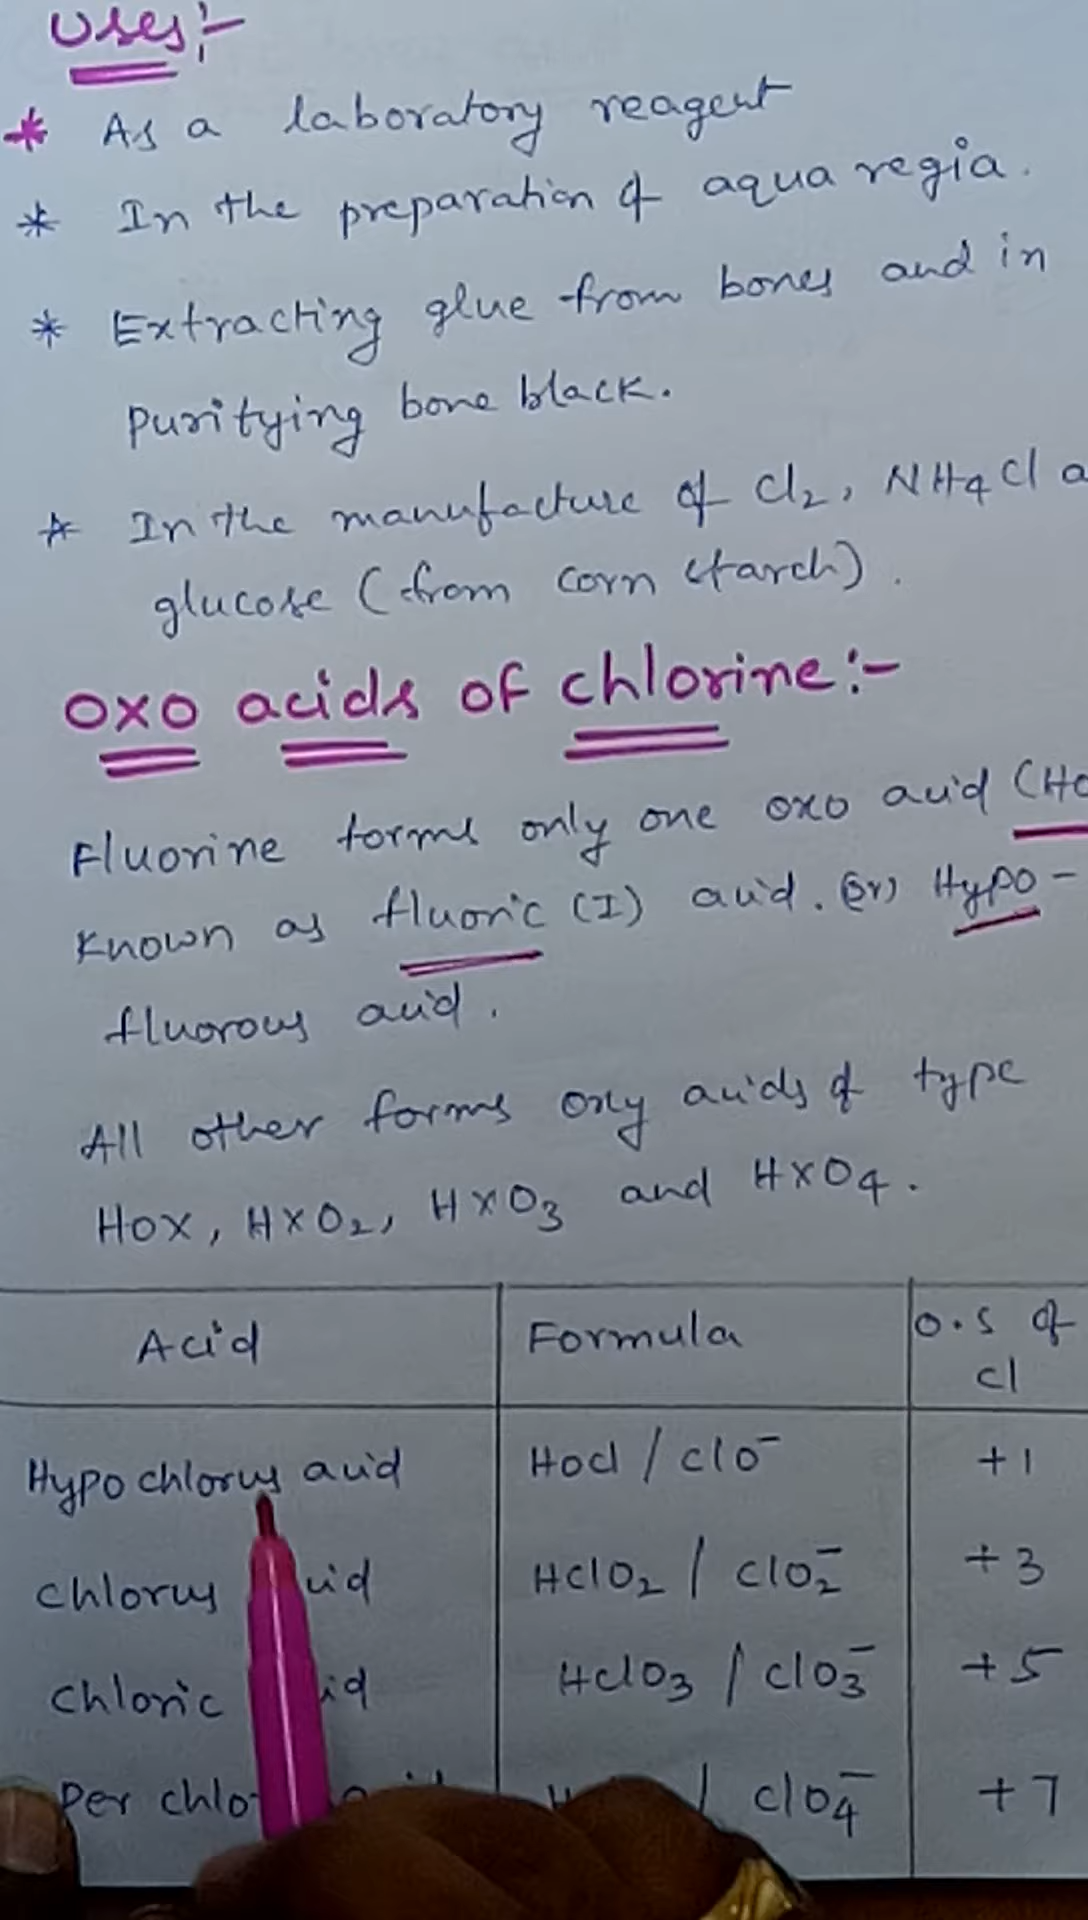 Uses:-
* As a laboratory reagent
* In the preparation of aqua regia.
* Extracting glue from bones and in
Purifying bone black.
* In the manufacture of Cl2, NH4Cl a
glucose (from corn starch).
Oxo acids of chlorine:-
Fluorine forms only one oxo acid (Ho
Known as fluoric (I) acid. (or) Hypo-
fluorous acid.
All other forms oxy acids of type
HOX, HXO2, HXO3 and HXO4.
Acid Formula O.S of Cl
Hypo chlorus acid HOCl / ClO⁻ +1
chlorus HClO2 / ClO2⁻ +3
chloric HClO3 / ClO3⁻ +5
Per / ClO4⁻ +7